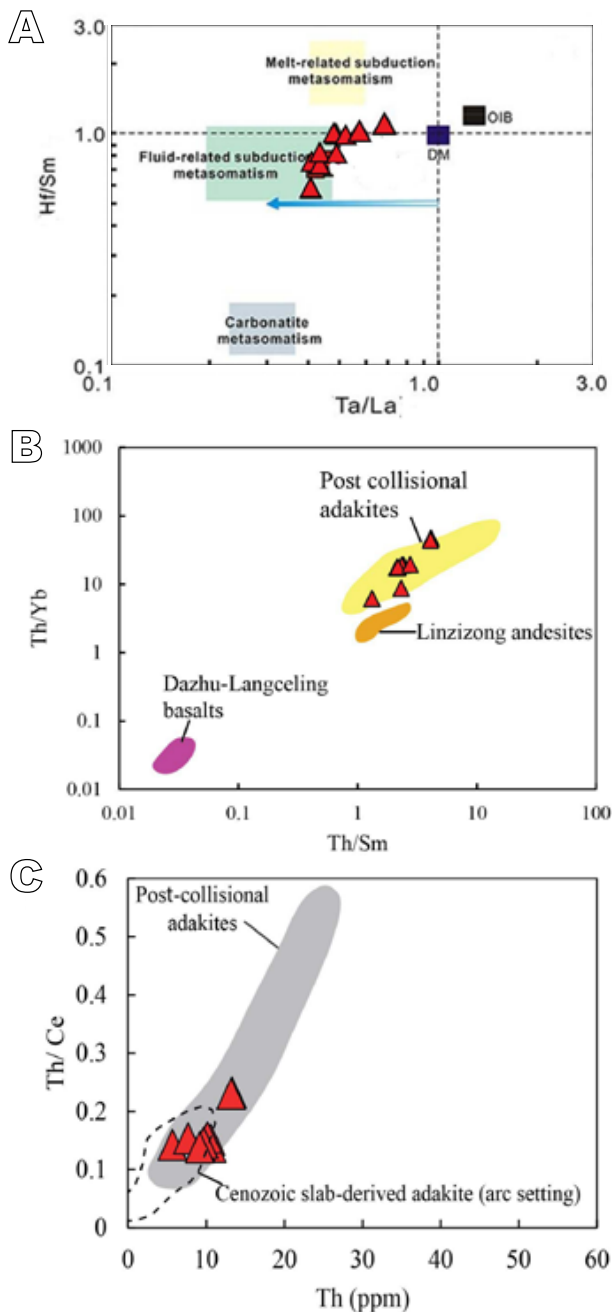 A
3.0
Melt-related subduction
metasomatism
OIB
1.0
DM
Fluid-related subduction
metasomatism
Hf/Sm
Carbonatite
metasomatism
0.1
0.1
1.0
3.0
Ta/La
B
1000
Post collisional
adakites
100
10
Th/Yb
Linzizong andesites
1
Dazhu-Langceling
basalts
0.1
0.01
0.01
0.1
1
10
100
Th/Sm
C
0.6
Post-collisional
adakites
0.5
0.4
Th/ Ce
0.3
0.2
0.1
Cenozoic slab-derived adakite (arc setting)
0
0
10
20
30
40
50
60
Th (ppm)